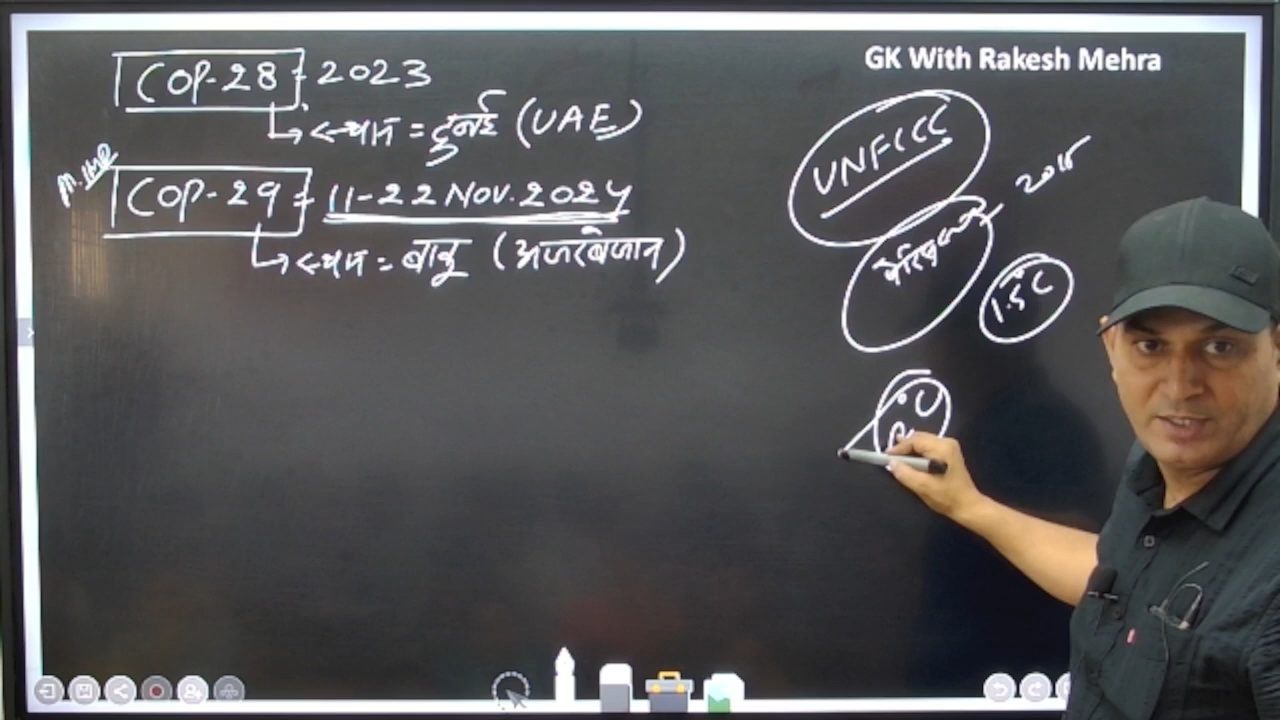 GK With Rakesh Mehra
COP-28 = 2023
स्थान = दुबई (UAE)
M. IMP
COP-29 = 11-22 Nov. 2024
स्थान = बाकू (अजरबैजान)
UNFCCC
2015
1.5°C